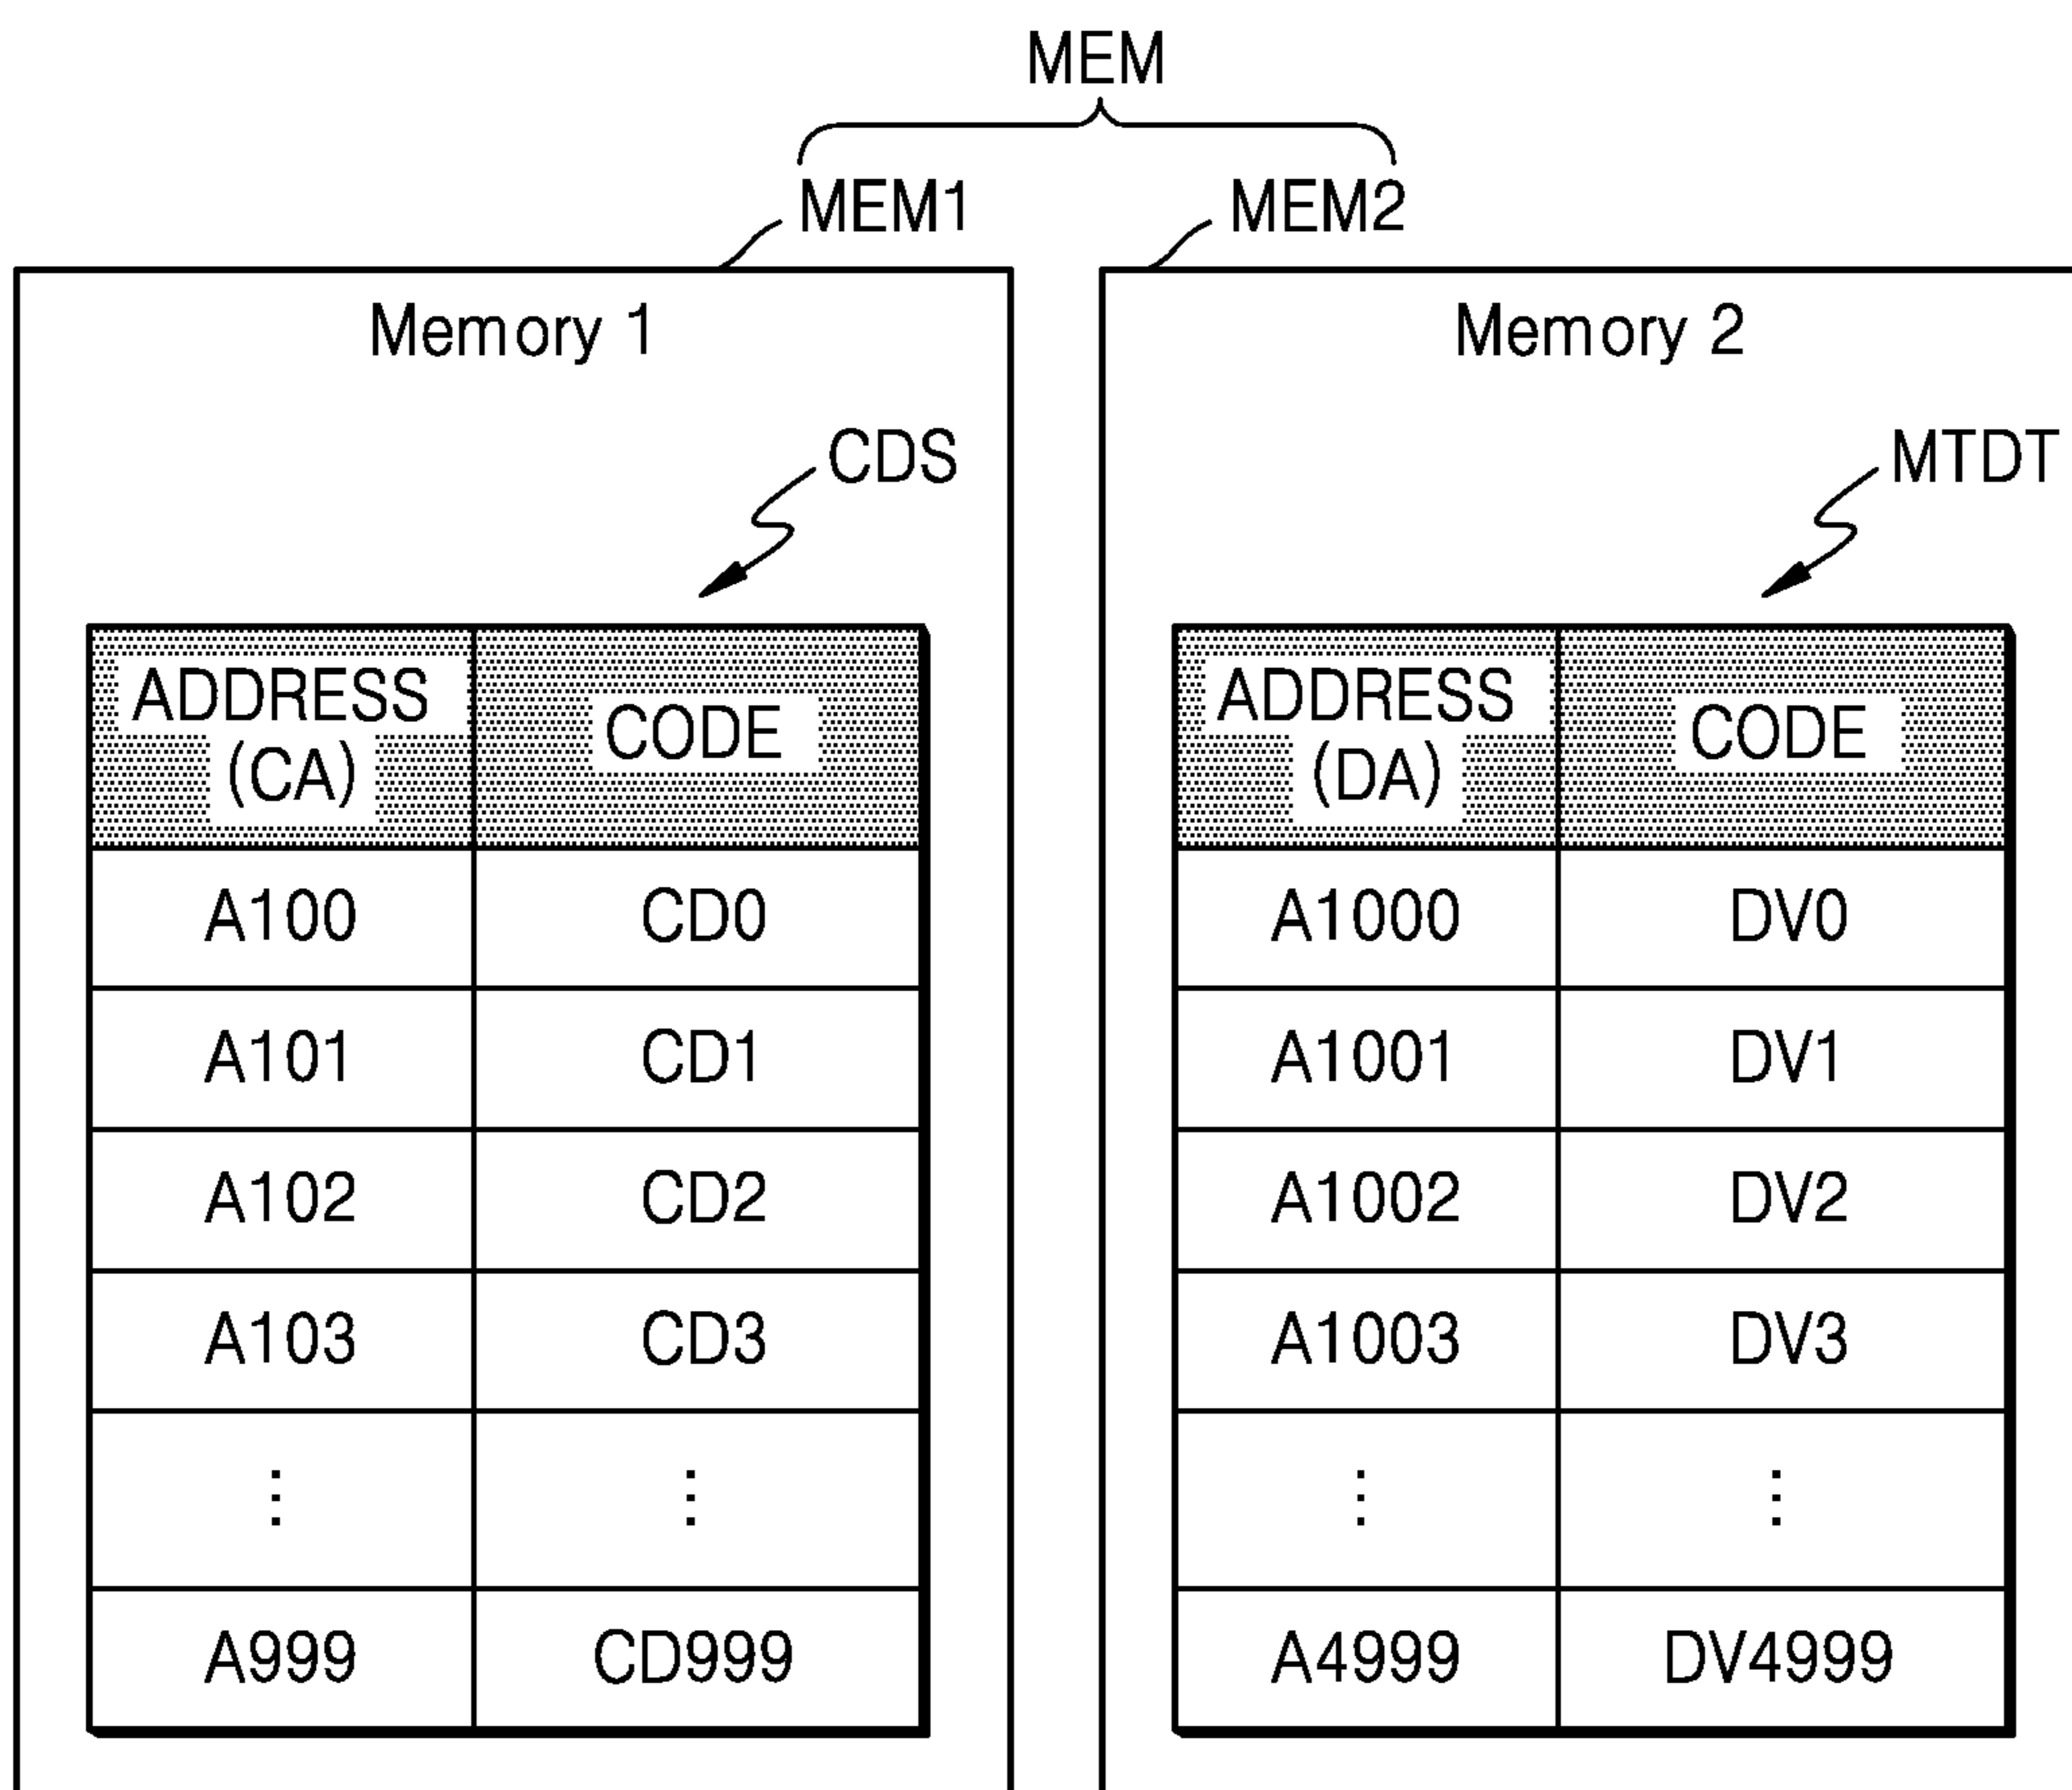 MEM
MEM1 MEM2
Memory 1
CDS
ADDRESS (CA) CODE
A100 CD0
A101 CD1
A102 CD2
A103 CD3
⋮ ⋮
A999 CD999
Memory 2
MTDT
ADDRESS (DA) CODE
A1000 DV0
A1001 DV1
A1002 DV2
A1003 DV3
⋮ ⋮
A4999 DV4999